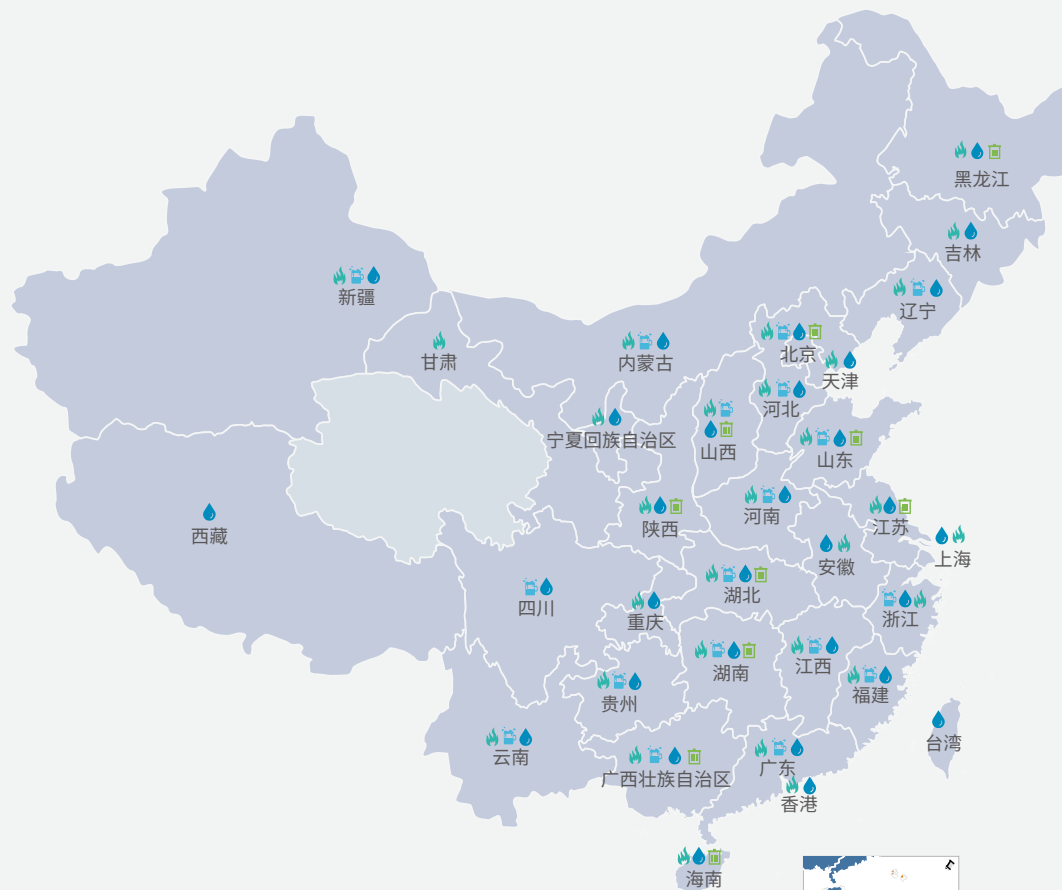 黑龙江
吉林
新疆
辽宁
内蒙古
北京
甘肃
天津
河北
宁夏回族自治区
山西
山东
河南
陕西
江苏
西藏
安徽
上海
湖北
四川
重庆
浙江
湖南
江西
福建
贵州
台湾
云南
广东
广西壮族自治区
香港
海南